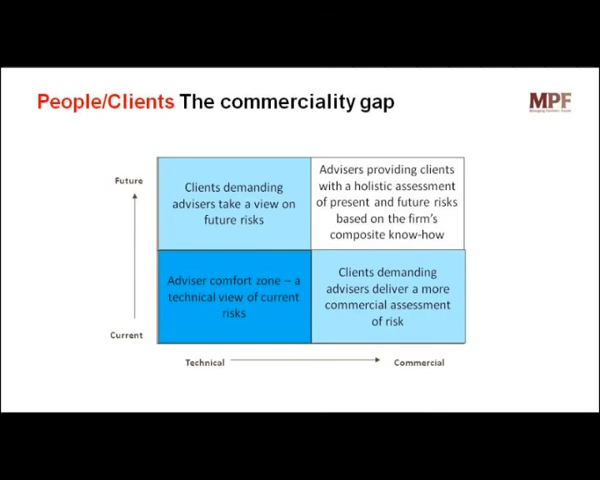 People/Clients The commerciality gap
MPF
Future
Clients demanding
advisers take a view on
future risks
Advisers providing clients
with a holistic assessment
of present and future risks
based on the firm's
composite know-how
Adviser comfort zone – a
technical view of current
risks
Clients demanding
advisers deliver a more
commercial assessment
of risk
Current
Technical
Commercial